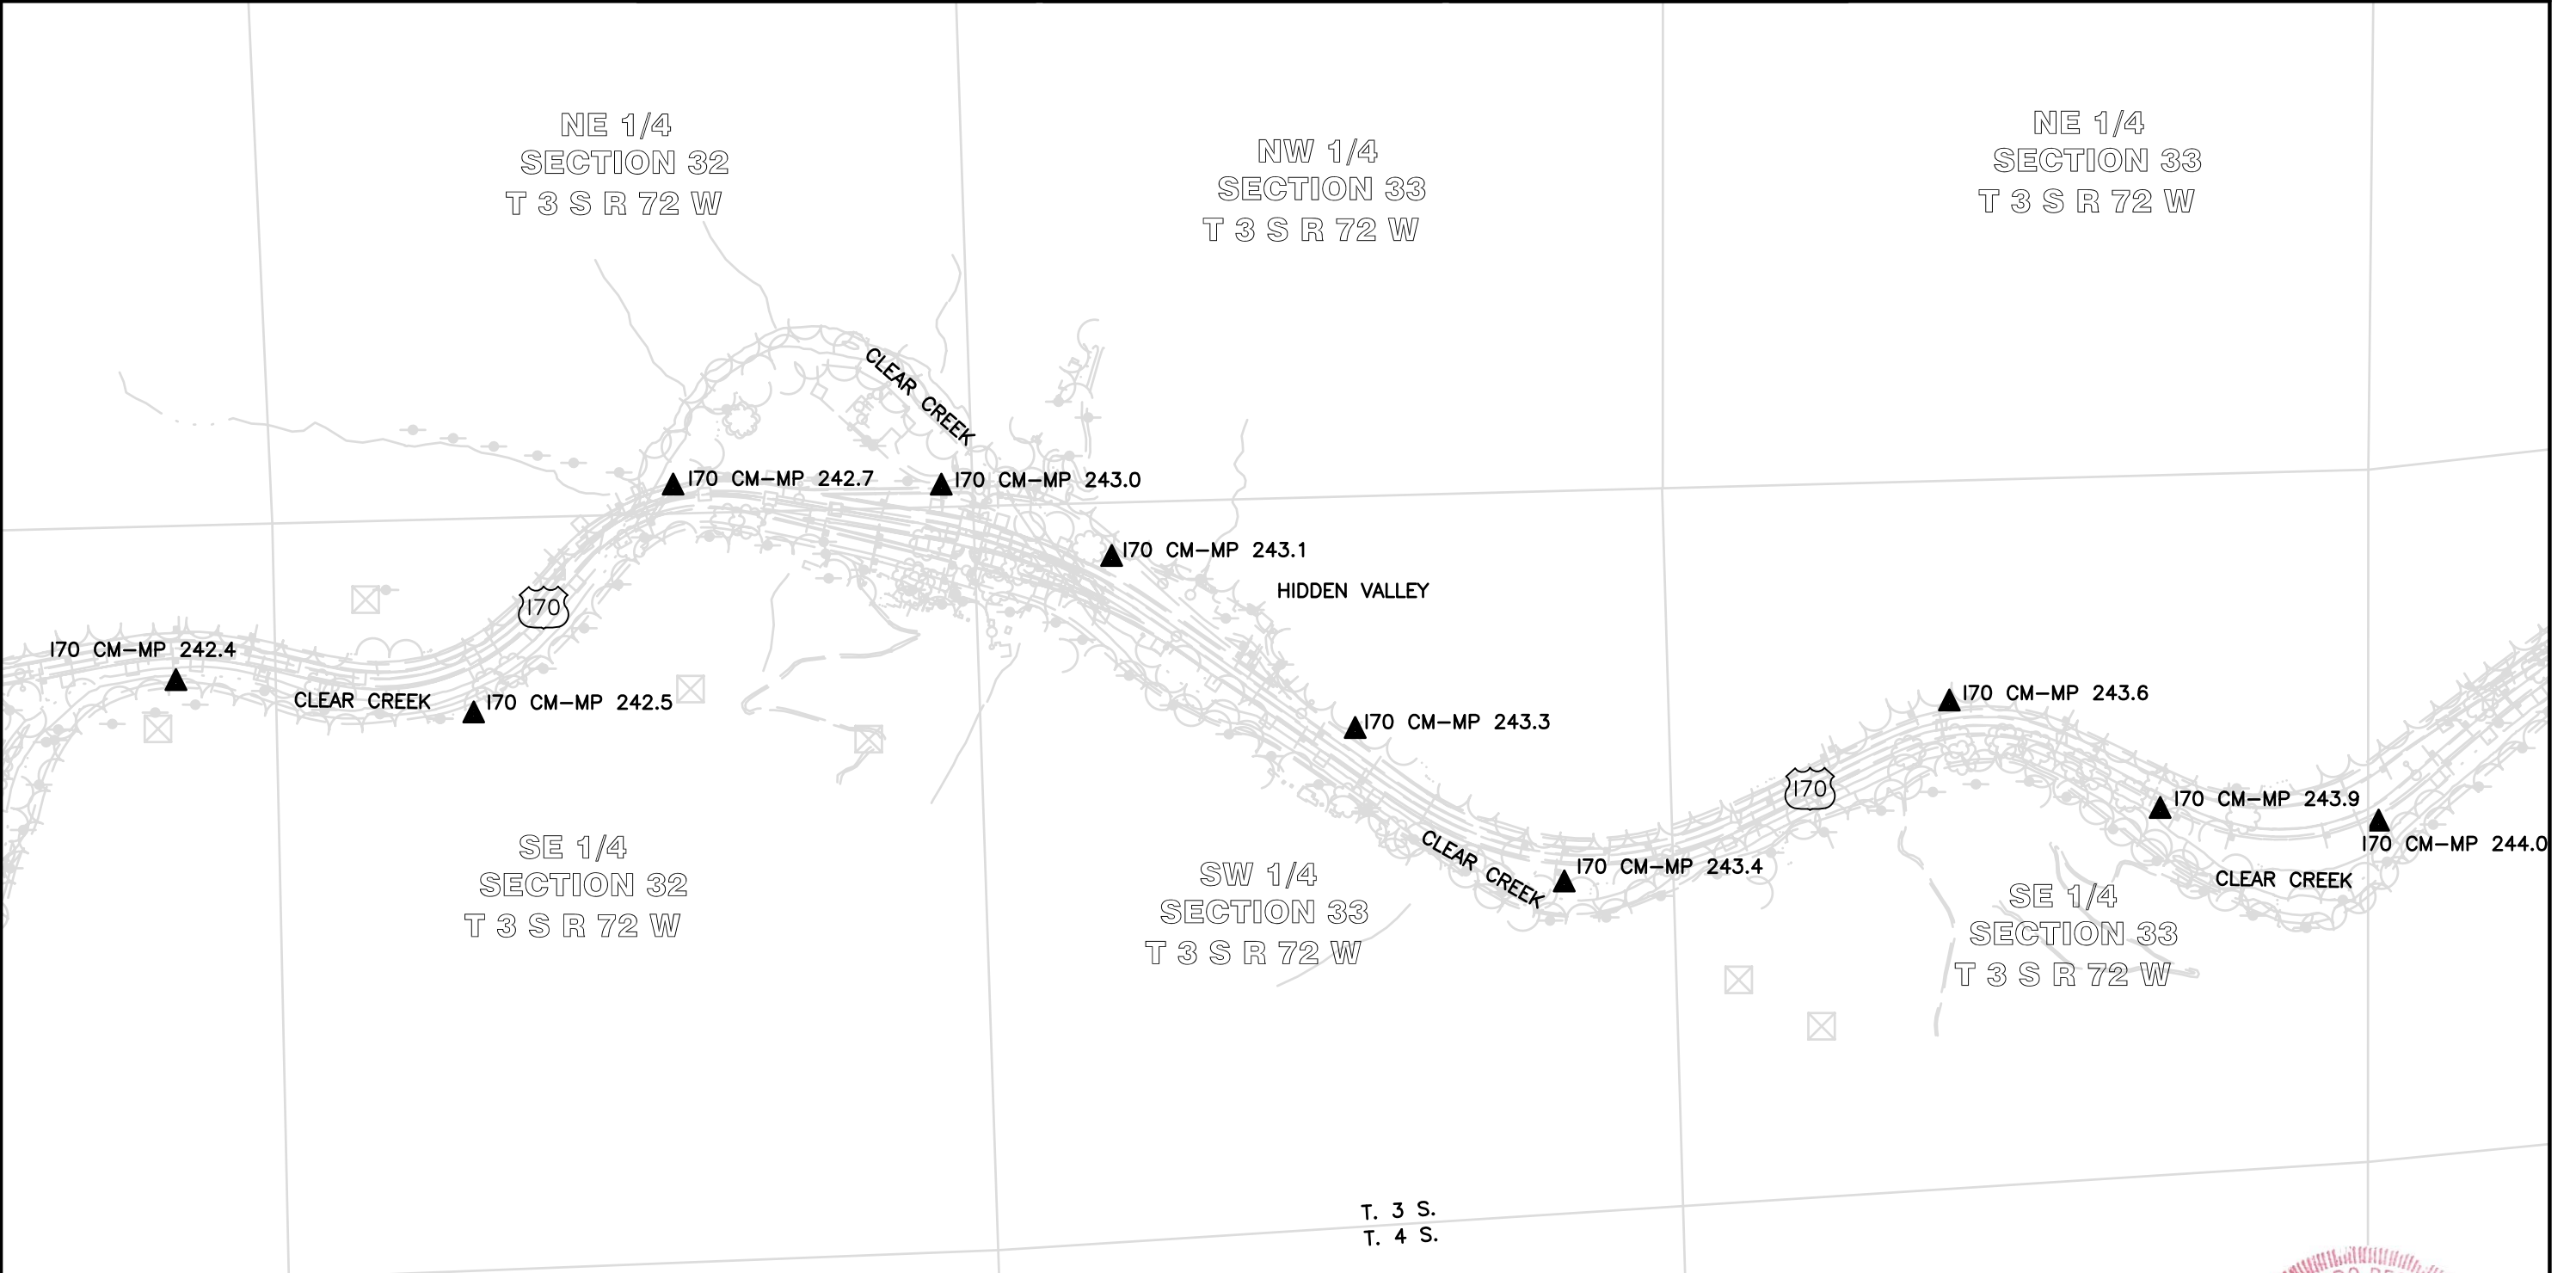 NE 1/4
SECTION 32
T 3 S R 72 W
NW 1/4
SECTION 33
T 3 S R 72 W
NE 1/4
SECTION 33
T 3 S R 72 W
CLEAR CREEK
I70 CM-MP 242.7
I70 CM-MP 243.0
I70 CM-MP 243.1
HIDDEN VALLEY
I70
I70 CM-MP 242.4
CLEAR CREEK
I70 CM-MP 242.5
I70 CM-MP 243.3
I70 CM-MP 243.6
I70
I70 CM-MP 243.9
I70 CM-MP 244.0
CLEAR CREEK
I70 CM-MP 243.4
CLEAR CREEK
SE 1/4
SECTION 32
T 3 S R 72 W
SW 1/4
SECTION 33
T 3 S R 72 W
SE 1/4
SECTION 33
T 3 S R 72 W
T. 3 S.
T. 4 S.